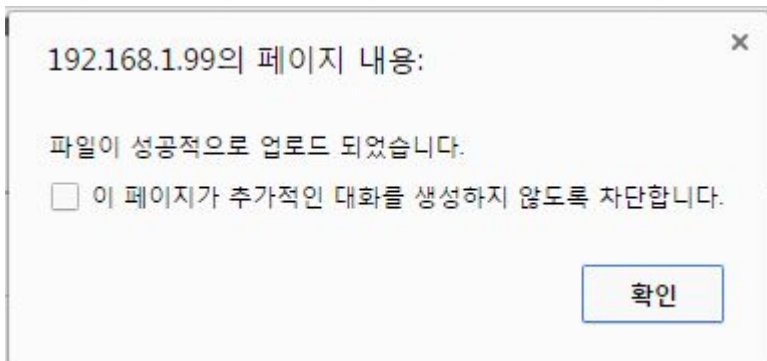 192.168.1.99의 페이지 내용:
파일이 성공적으로 업로드 되었습니다.
이 페이지가 추가적인 대화를 생성하지 않도록 차단합니다.
확인